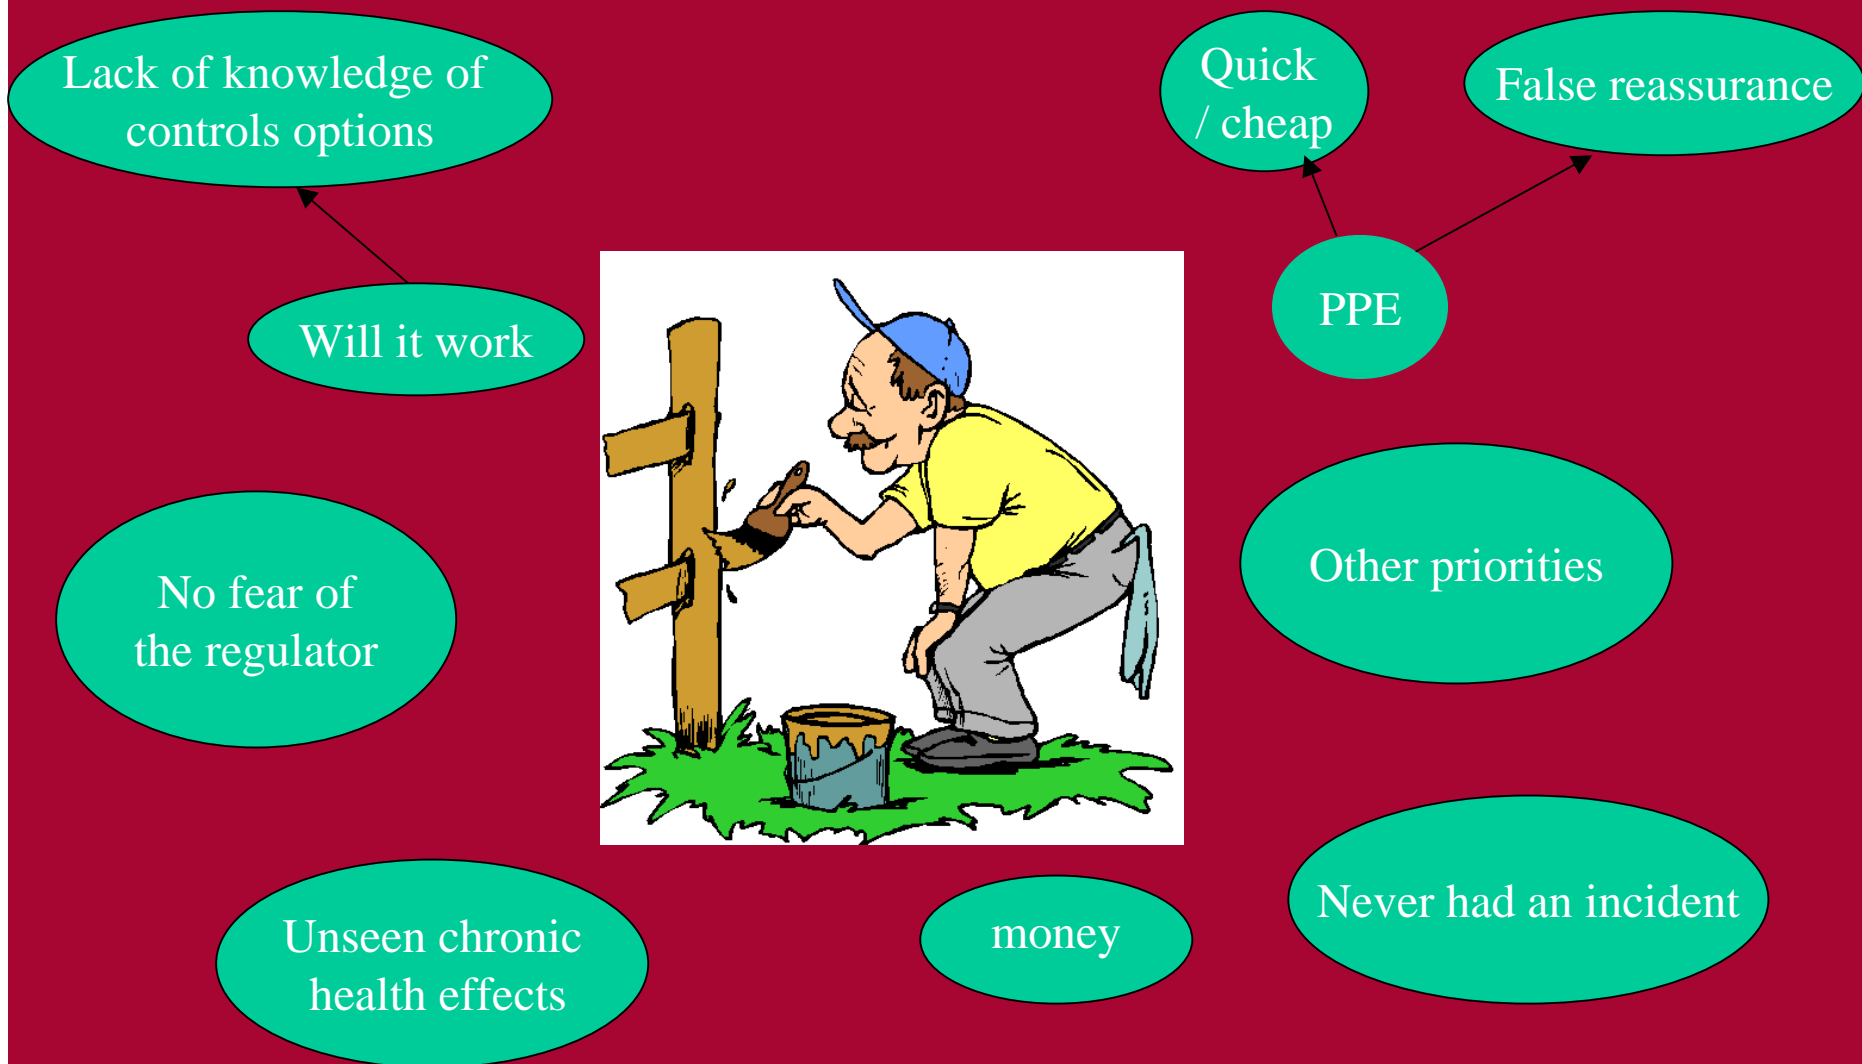 Lack of knowledge of
controls options
Quick
/ cheap
False reassurance
Will it work
PPE
No fear of
the regulator
Other priorities
Unseen chronic
health effects
money
Never had an incident